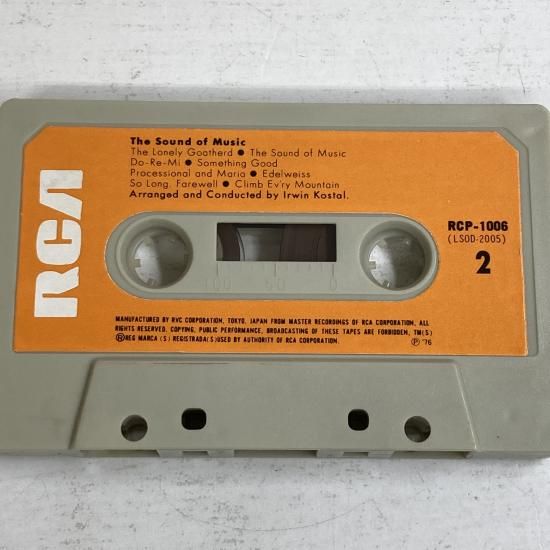 The Sound of Music
The Lonely Goatherd ● The Sound of Music
Do-Re-Mi ● Something Good
Processional and Maria ● Edelweiss
So Long, Farewell ● Climb Ev'ry Mountain
Arranged and Conducted by Irwin Kostal.
RCA
RCP-1006
(LSOD-2005)
2
100 50 0
MANUFACTURED BY RVC CORPORATION, TOKYO, JAPAN FROM MASTER RECORDINGS OF RCA CORPORATION, ALL
RIGHTS RESERVED. COPYING, PUBLIC PERFORMANCE, BROADCASTING OF THESE TAPES ARE FORBIDDEN, TM(S)
®REG MARCA (S) REGISTRADA(S)USED BY AUTHORITY OF RCA CORPORATION.
℗ '76